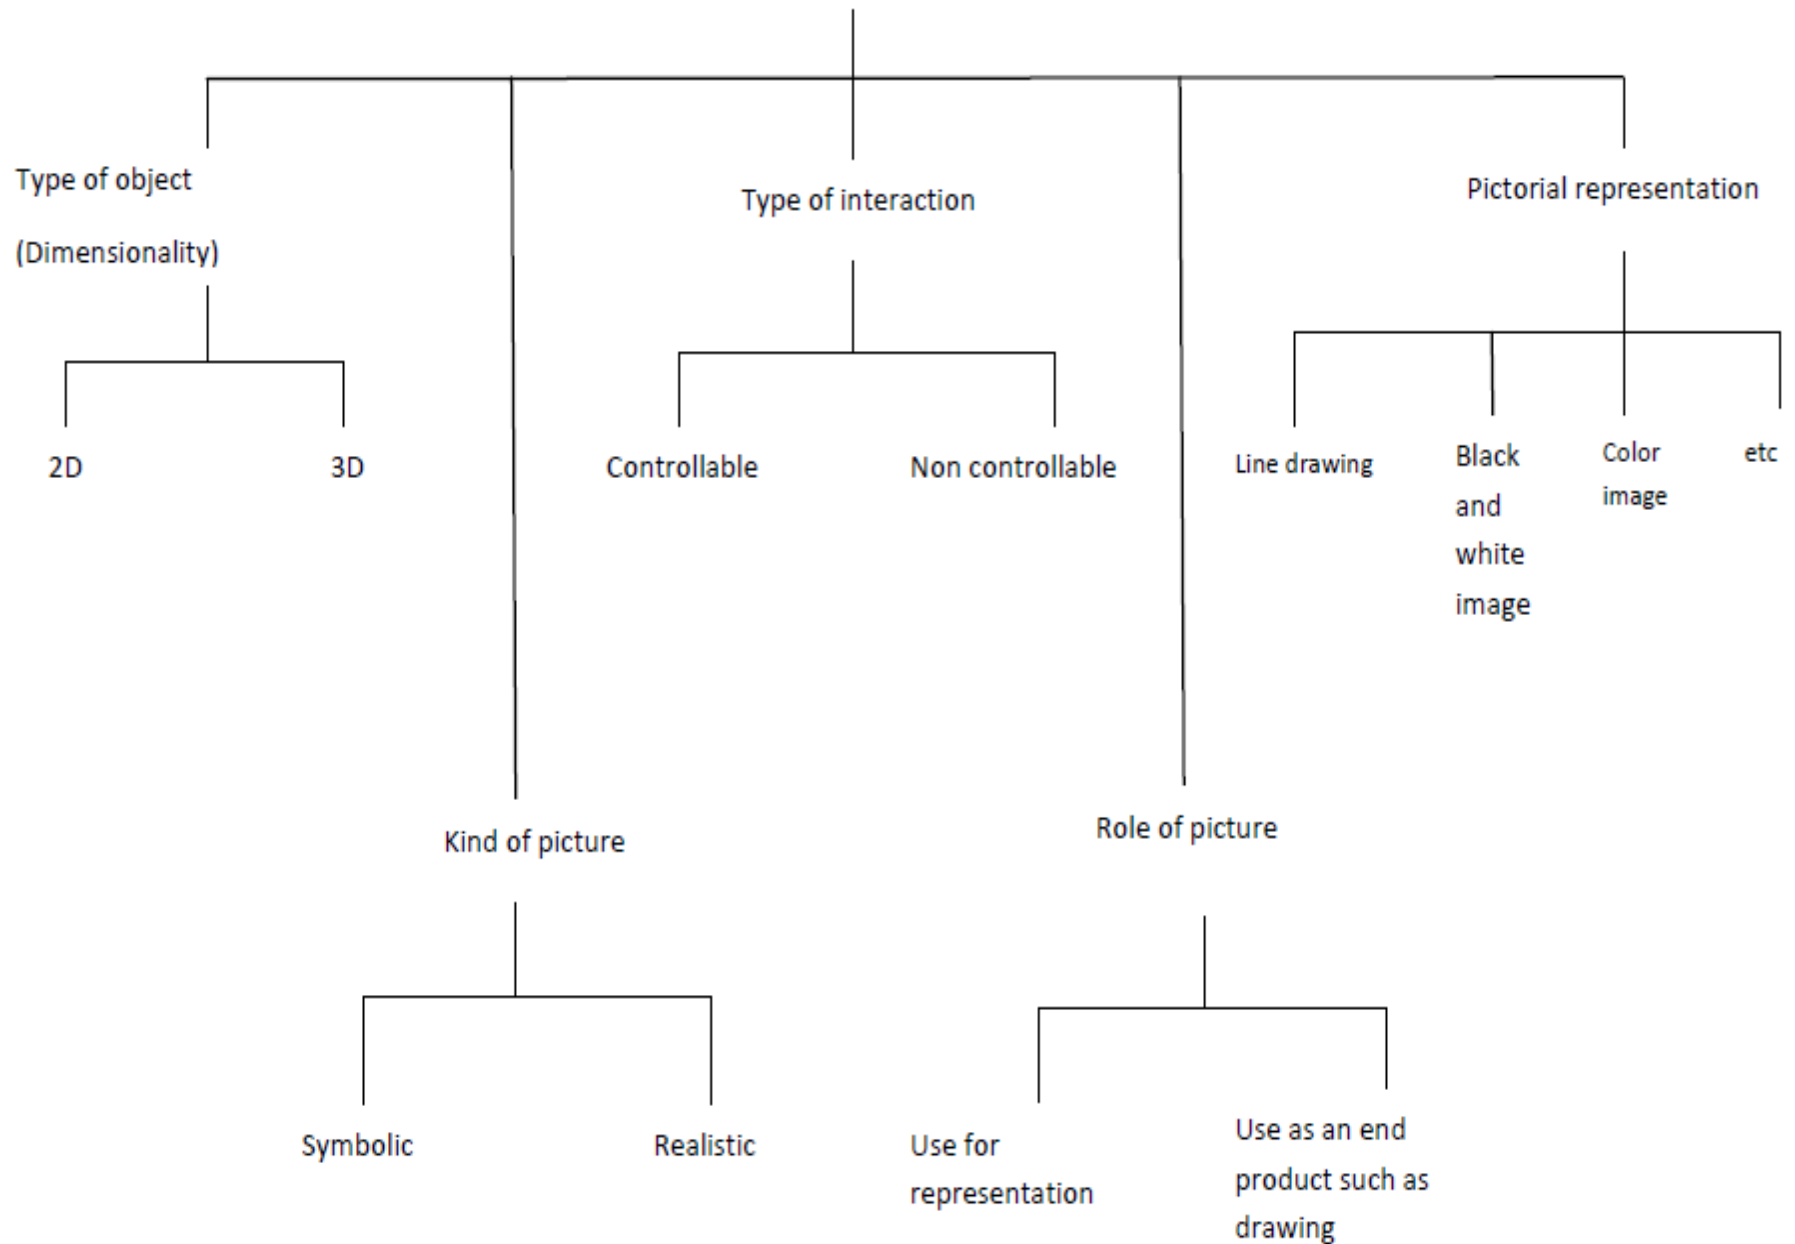 Type of object
(Dimensionality)
Type of interaction
Pictorial representation
2D
3D
Controllable
Non controllable
Line drawing
Black
and
white
image
Color
image
etc
Kind of picture
Role of picture
Symbolic
Realistic
Use for
representation
Use as an end
product such as
drawing